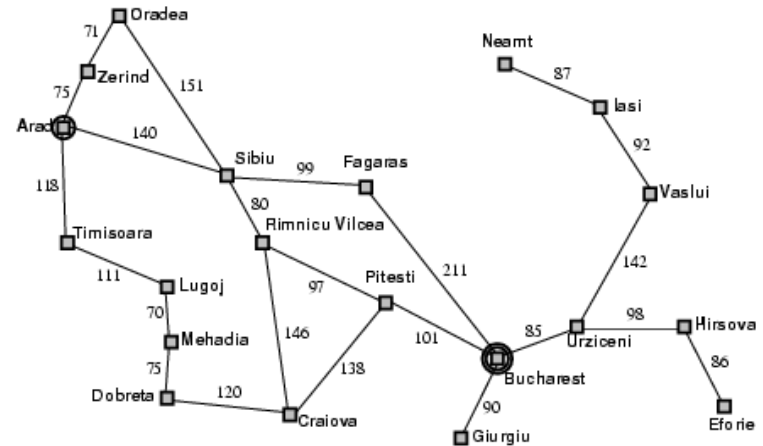 Oradea
71
Neamt
Zerind
87
75
151
Iasi
Arad
140
92
Sibiu
99
Fagaras
118
80
Vaslui
Timisoara
Rimnicu Vilcea
111
Lugoj
97
Pitesti
211
142
70
98
Hirsova
Mehadia
146
101
85
Urziceni
75
138
86
120
Bucharest
Dobreta
90
Craiova
Eforie
Giurgiu